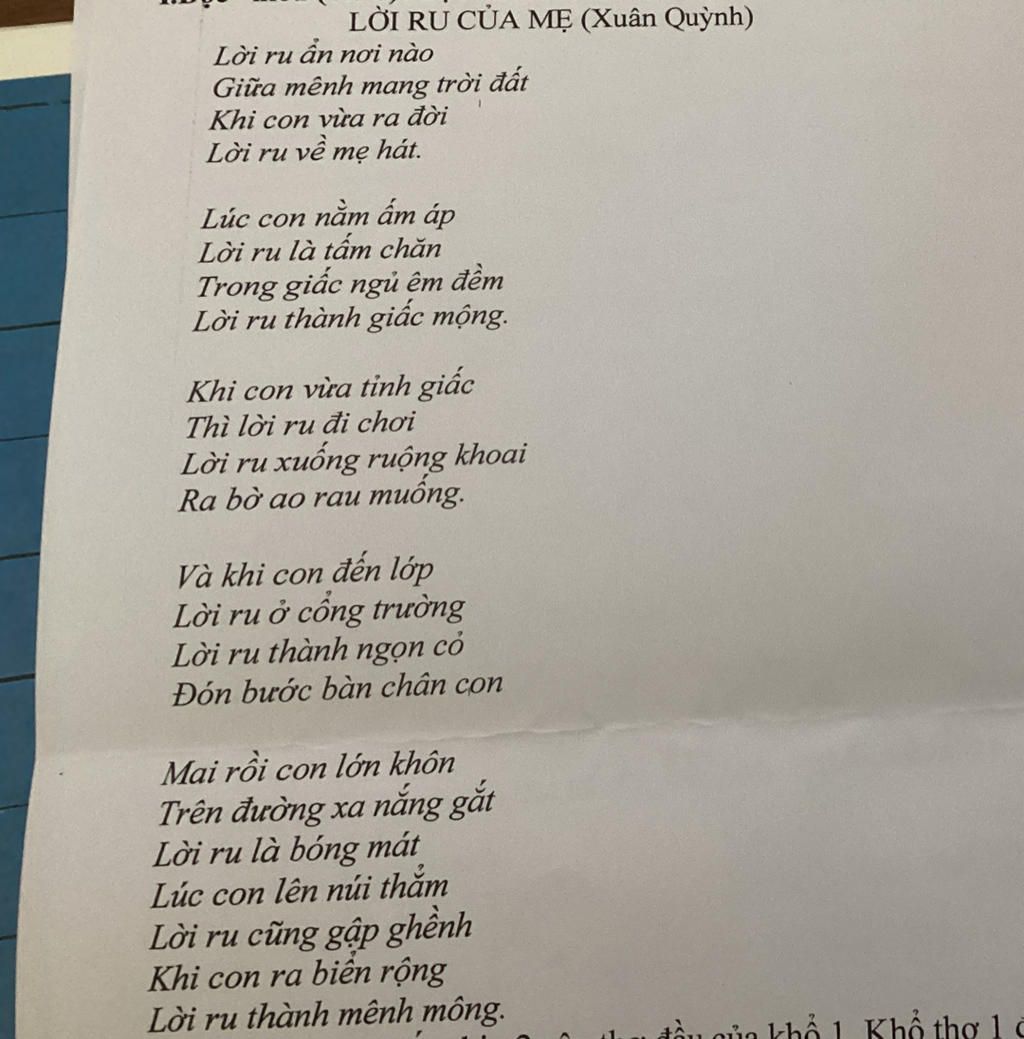 LỜI RU CỦA MẸ (Xuân Quỳnh)
Lời ru ẩn nơi nào
Giữa mênh mang trời đất
Khi con vừa ra đời
Lời ru về mẹ hát.
Lúc con nằm ấm áp
Lời ru là tấm chăn
Trong giấc ngủ êm đềm
Lời ru thành giấc mộng.
Khi con vừa tỉnh giấc
Thì lời ru đi chơi
Lời ru xuống ruộng khoai
Ra bờ ao rau muống.
Và khi con đến lớp
Lời ru ở cổng trường
Lời ru thành ngọn cỏ
Đón bước bàn chân con
Mai rồi con lớn khôn
Trên đường xa nắng gắt
Lời ru là bóng mát
Lúc con lên núi thẳm
Lời ru cũng gập ghềnh
Khi con ra biển rộng
Lời ru thành mênh mông.
đầu của khổ 1. Khổ thơ 1